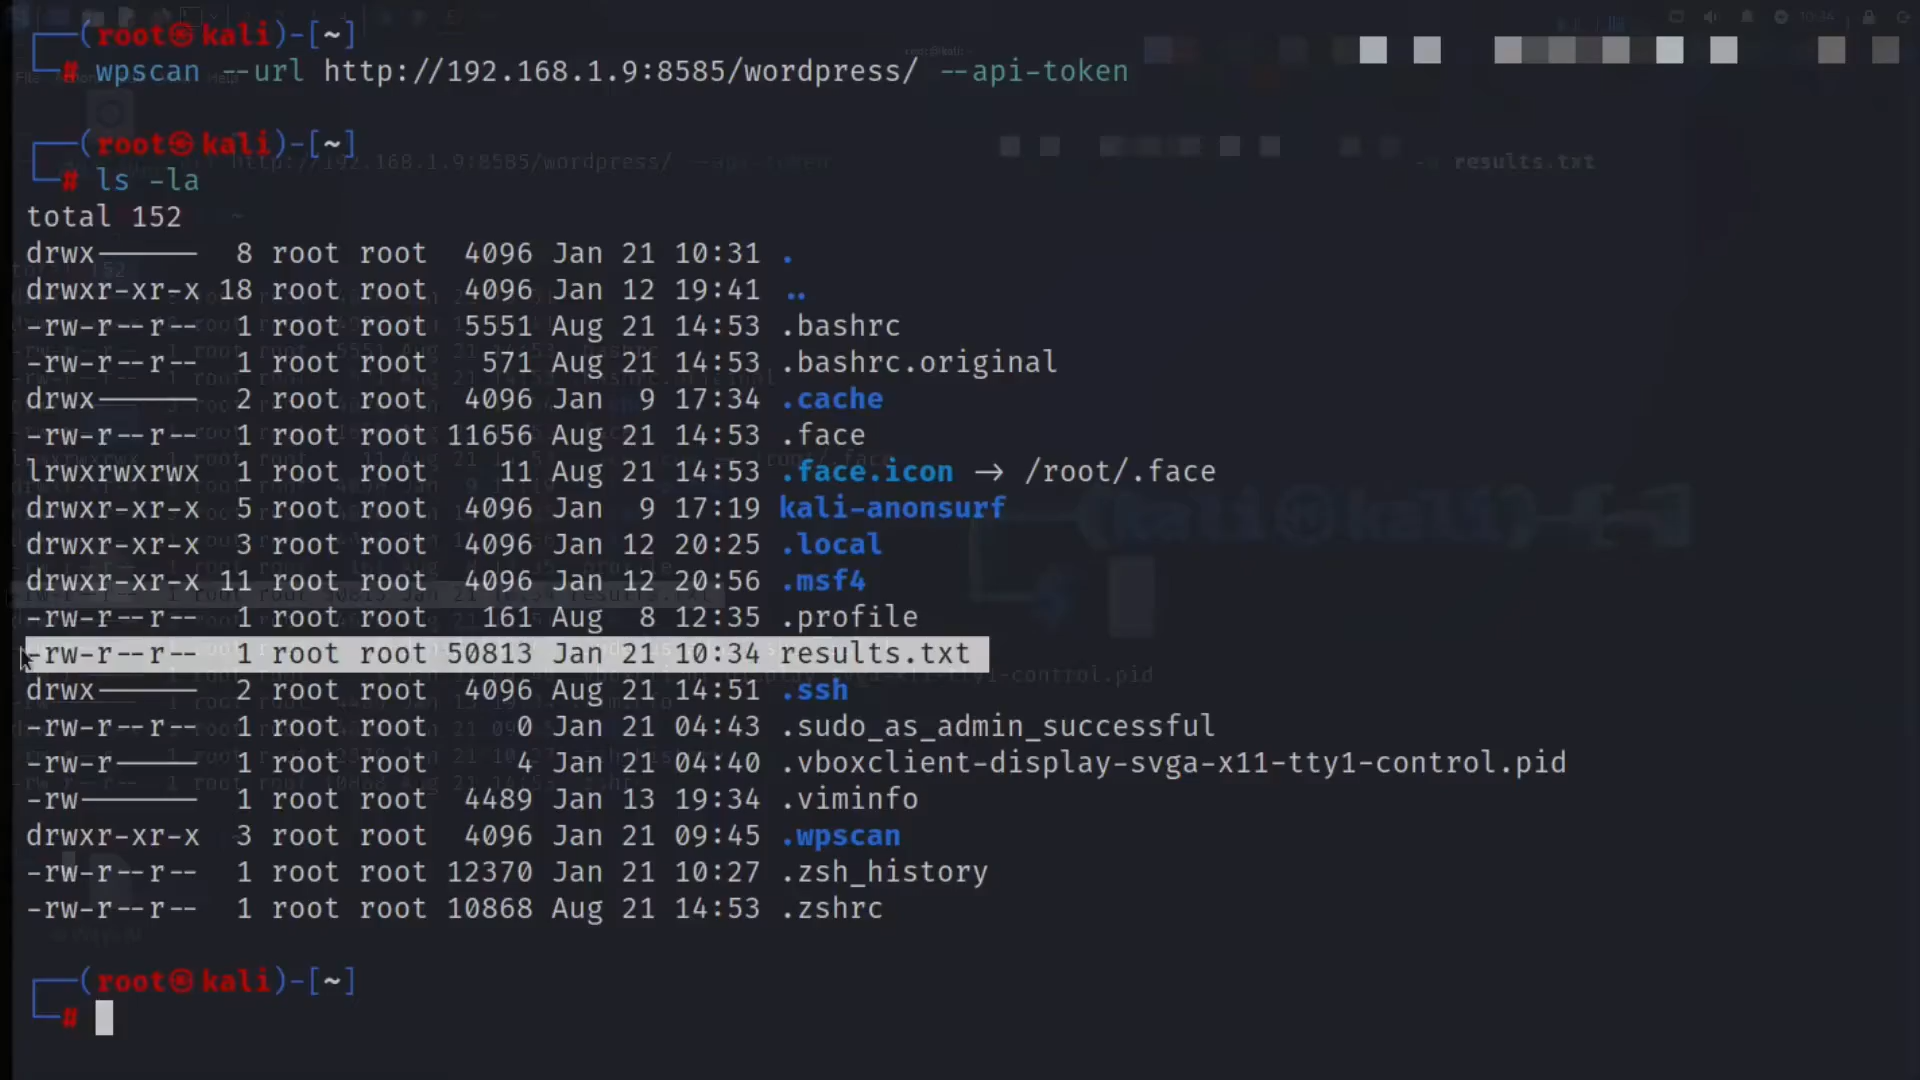 (root㉿kali)-[~]
# wpscan --url http://192.168.1.9:8585/wordpress/ --api-token
(root㉿kali)-[~]
http://192.168.1.9:8585/wordpress/ --api-token results.txt
# ls -la
total 152
drwx------ 8 root root 4096 Jan 21 10:31 .
drwxr-xr-x 18 root root 4096 Jan 12 19:41 ..
-rw-r--r-- 1 root root 5551 Aug 21 14:53 .bashrc
-rw-r--r-- 1 root root 571 Aug 21 14:53 .bashrc.original
drwx------ 2 root root 4096 Jan 9 17:34 .cache
-rw-r--r-- 1 root root 11656 Aug 21 14:53 .face
lrwxrwxrwx 1 root root 11 Aug 21 14:53 .face.icon → /root/.face
drwxr-xr-x 5 root root 4096 Jan 9 17:19 kali-anonsurf
drwxr-xr-x 3 root root 4096 Jan 12 20:25 .local
drwxr-xr-x 11 root root 4096 Jan 12 20:56 .msf4
-rw-r--r-- 1 root root 161 Aug 8 12:35 .profile
-rw-r--r-- 1 root root 50813 Jan 21 10:34 results.txt
drwx------ 2 root root 4096 Aug 21 14:51 .ssh
-rw-r--r-- 1 root root 0 Jan 21 04:43 .sudo_as_admin_successful
-rw-r----- 1 root root 4 Jan 21 04:40 .vboxclient-display-svga-x11-tty1-control.pid
-rw------- 1 root root 4489 Jan 13 19:34 .viminfo
drwxr-xr-x 3 root root 4096 Jan 21 09:45 .wpscan
-rw-r--r-- 1 root root 12370 Jan 21 10:27 .zsh_history
-rw-r--r-- 1 root root 10868 Aug 21 14:53 .zshrc
(root㉿kali)-[~]
#